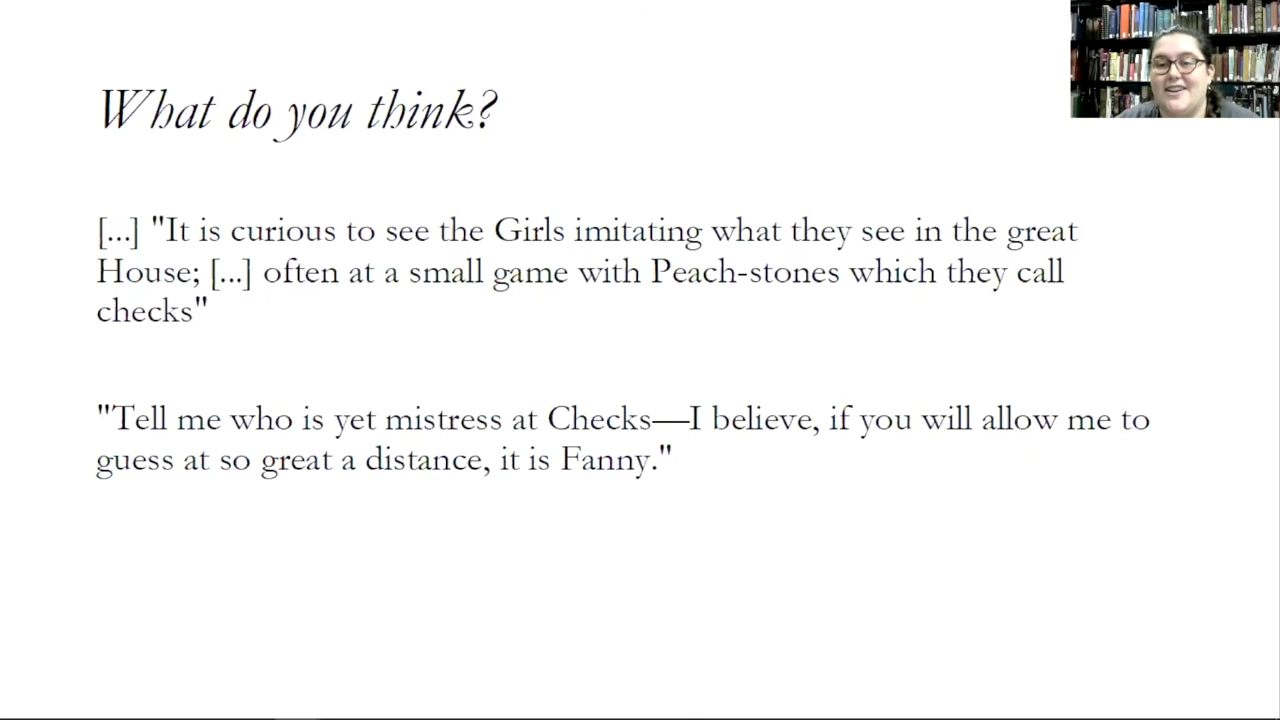 What do you think?
[...] "It is curious to see the Girls imitating what they see in the great
House; [...] often at a small game with Peach-stones which they call
checks"
"Tell me who is yet mistress at Checks—I believe, if you will allow me to
guess at so great a distance, it is Fanny."